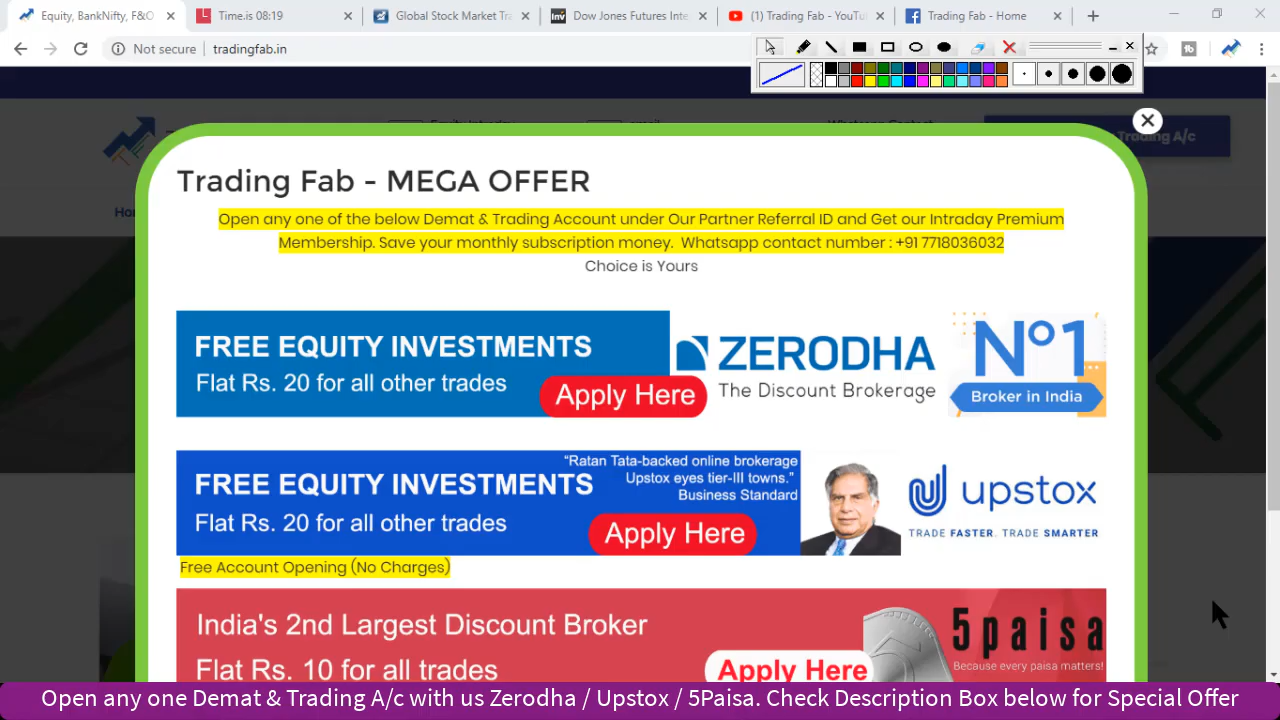 Equity, BankNifty, F&O
Time.is 08:19
Global Stock Market Tra
Dow Jones Futures Inte
(1) Trading Fab - YouTu
Trading Fab - Home
Not secure
tradingfab.in
Trading A/c
Trading Fab - MEGA OFFER
Open any one of the below Demat & Trading Account under Our Partner Referral ID and Get our Intraday Premium
Membership. Save your monthly subscription money. Whatsapp contact number : +91 7718036032
Choice is Yours
FREE EQUITY INVESTMENTS
Flat Rs. 20 for all other trades
Apply Here
ZERODHA
The Discount Brokerage
Nº1
Broker in India
FREE EQUITY INVESTMENTS
Flat Rs. 20 for all other trades
"Ratan Tata-backed online brokerage
Upstox eyes tier-III towns."
Business Standard
Apply Here
upstox
TRADE FASTER. TRADE SMARTER
Free Account Opening (No Charges)
India's 2nd Largest Discount Broker
Flat Rs. 10 for all trades
Apply Here
5paisa
Because every paisa matters!
Open any one Demat & Trading A/c with us Zerodha / Upstox / 5Paisa. Check Description Box below for Special Offer